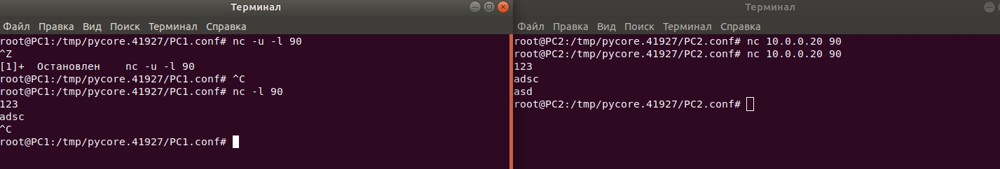 Терминал
Файл Правка Вид Поиск Терминал Справка
root@PC1:/tmp/pycore.41927/PC1.conf# nc -u -l 90
^Z
[1]+  Остановлен    nc -u -l 90
root@PC1:/tmp/pycore.41927/PC1.conf# ^C
root@PC1:/tmp/pycore.41927/PC1.conf# nc -l 90
123
adsc
^C
root@PC1:/tmp/pycore.41927/PC1.conf#
Терминал
Файл Правка Вид Поиск Терминал Справка
root@PC2:/tmp/pycore.41927/PC2.conf# nc 10.0.0.20 90
root@PC2:/tmp/pycore.41927/PC2.conf# nc 10.0.0.20 90
123
adsc
asd
root@PC2:/tmp/pycore.41927/PC2.conf#